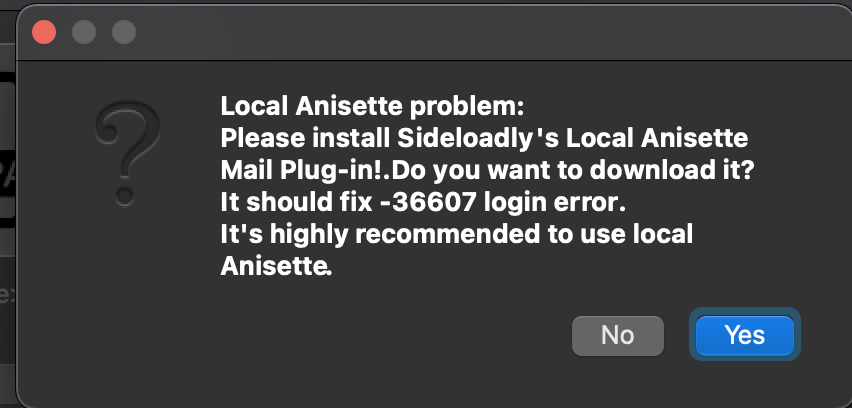 Local Anisette problem:
Please install Sideloadly's Local Anisette
Mail Plug-in!.Do you want to download it?
It should fix -36607 login error.
It's highly recommended to use local
Anisette.
No
Yes